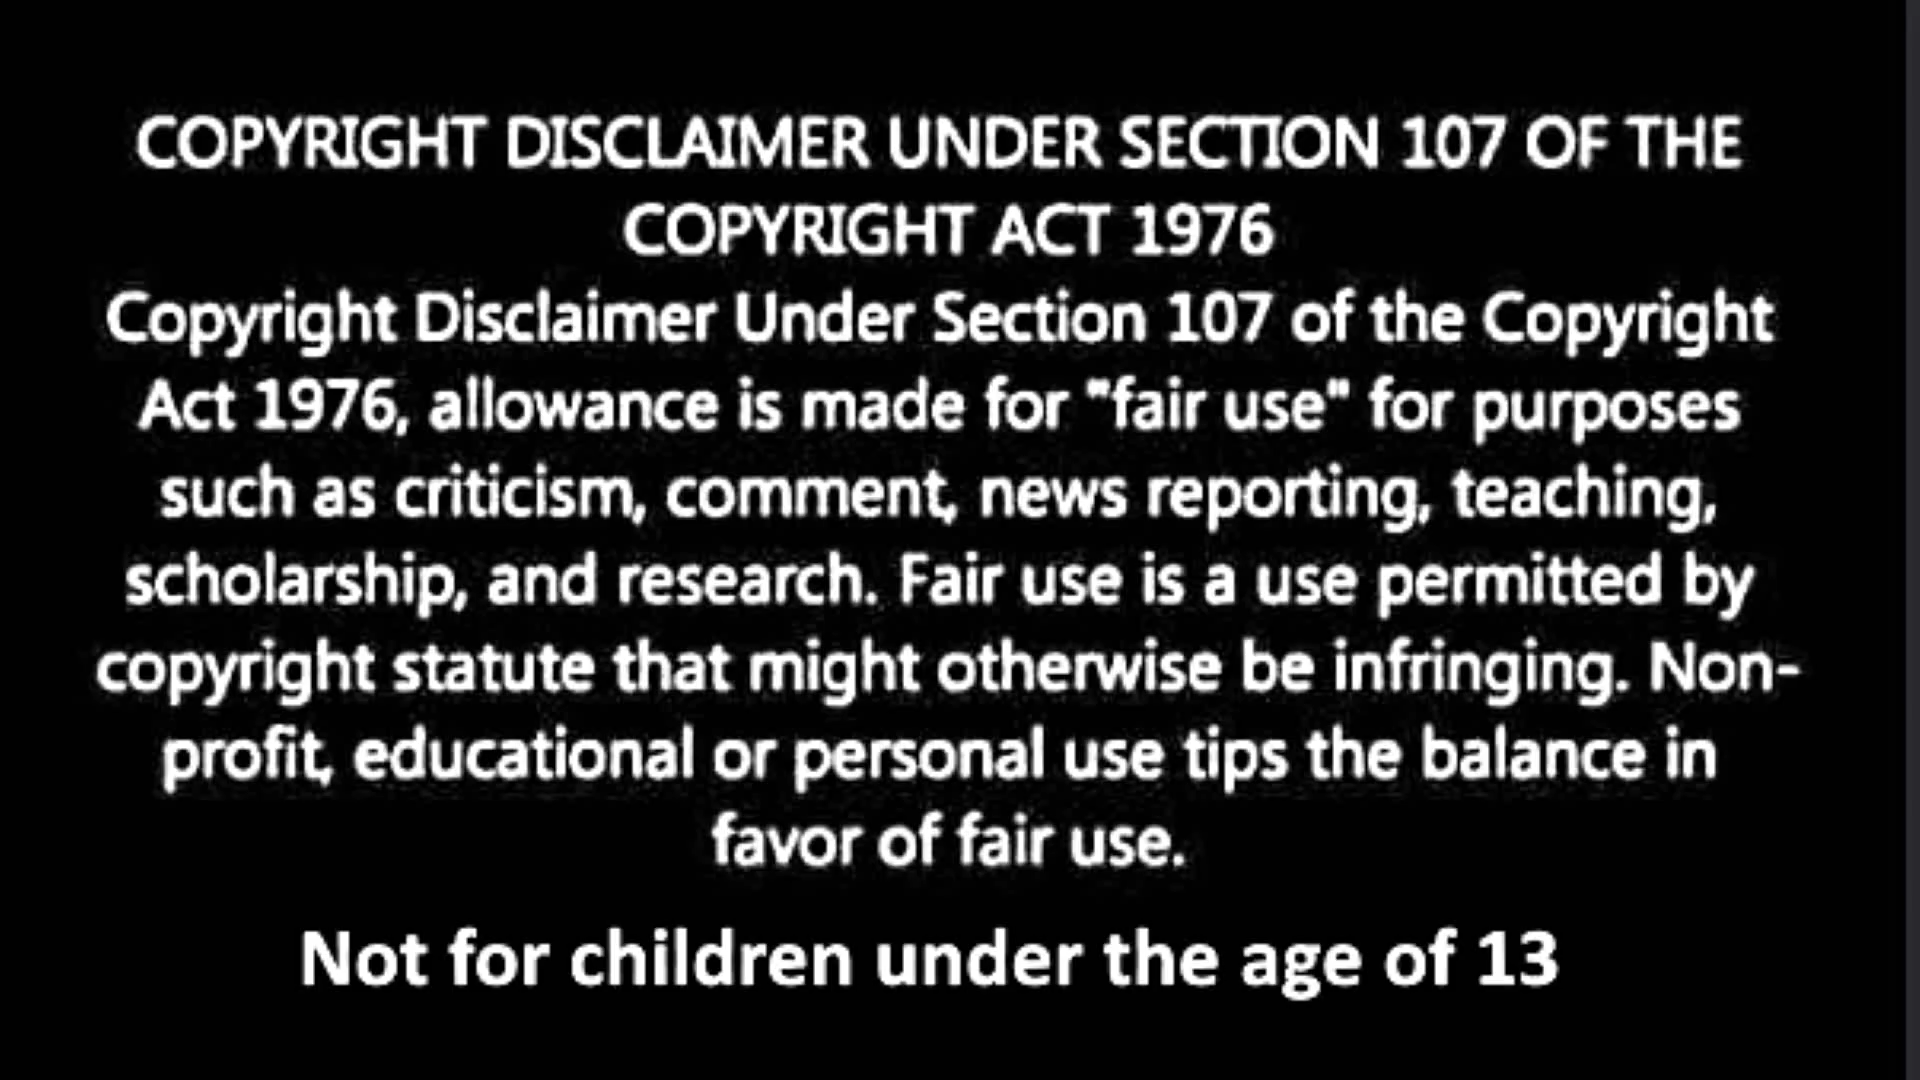 COPYRIGHT DISCLAIMER UNDER SECTION 107 OF THE
COPYRIGHT ACT 1976
Copyright Disclaimer Under Section 107 of the Copyright
Act 1976, allowance is made for "fair use" for purposes
such as criticism, comment, news reporting, teaching,
scholarship, and research. Fair use is a use permitted by
copyright statute that might otherwise be infringing. Non-
profit, educational or personal use tips the balance in
favor of fair use.
Not for children under the age of 13